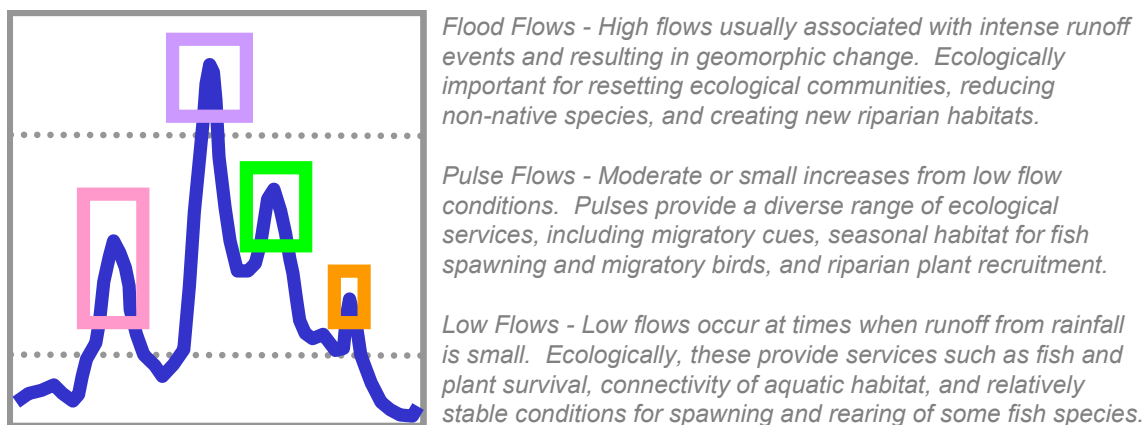 Flood Flows - High flows usually associated with intense runoff
events and resulting in geomorphic change.  Ecologically
important for resetting ecological communities, reducing
non-native species, and creating new riparian habitats.
Pulse Flows - Moderate or small increases from low flow
conditions.  Pulses provide a diverse range of ecological
services, including migratory cues, seasonal habitat for fish
spawning and migratory birds, and riparian plant recruitment.
Low Flows - Low flows occur at times when runoff from rainfall
is small.  Ecologically, these provide services such as fish and
plant survival, connectivity of aquatic habitat, and relatively
stable conditions for spawning and rearing of some fish species.